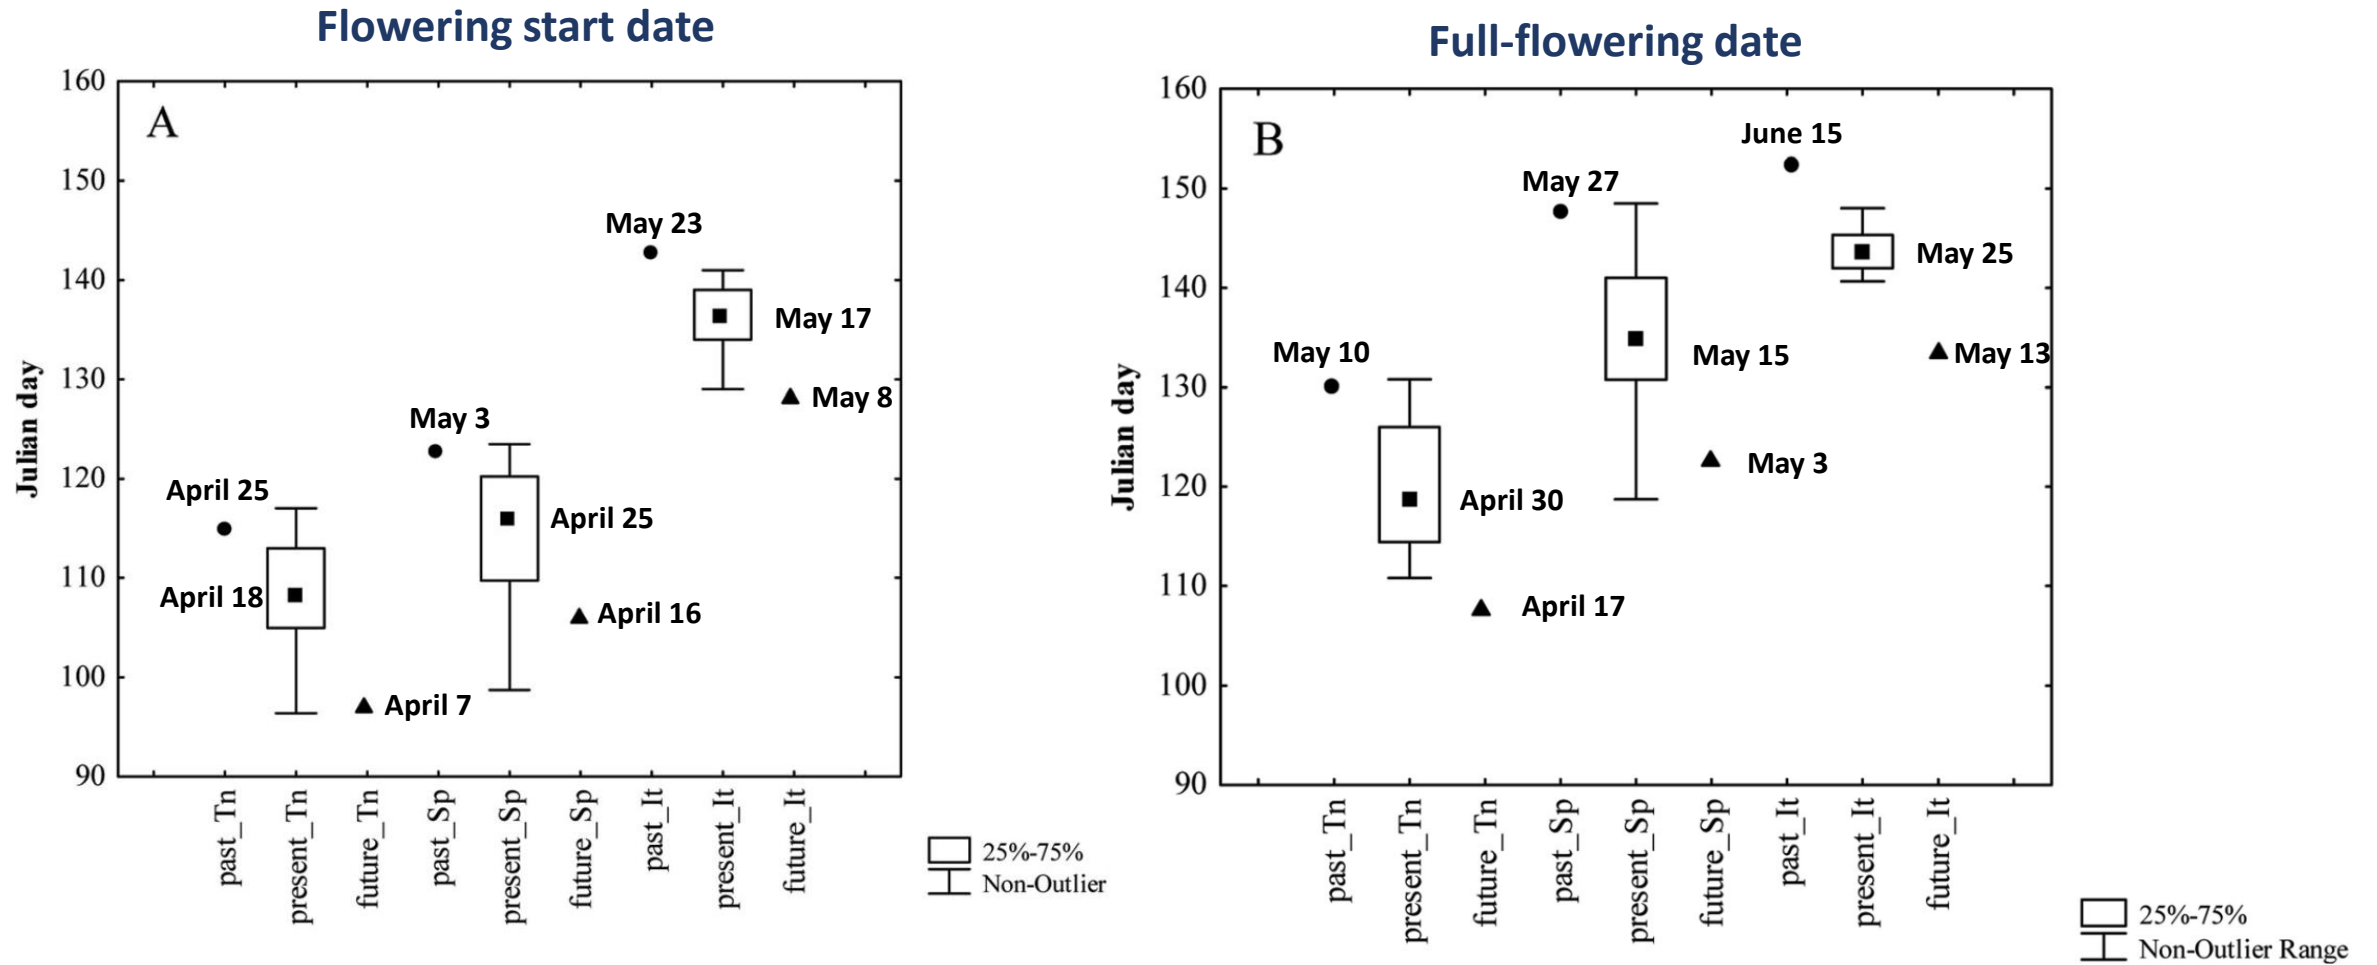 Flowering start date
160
150
140
130
120
110
100
90
Julian day
A
April 25
April 18
April 7
May 3
April 25
April 16
May 23
May 17
May 8
past_Tn
present_Tn
future_Tn
past_Sp
present_Sp
future_Sp
past_It
present_It
future_It
25%-75%
Non-Outlier
Full-flowering date
160
150
140
130
120
110
100
90
Julian day
B
May 10
April 30
April 17
May 27
May 15
May 3
June 15
May 25
May 13
past_Tn
present_Tn
future_Tn
past_Sp
present_Sp
future_Sp
past_It
present_It
future_It
25%-75%
Non-Outlier Range